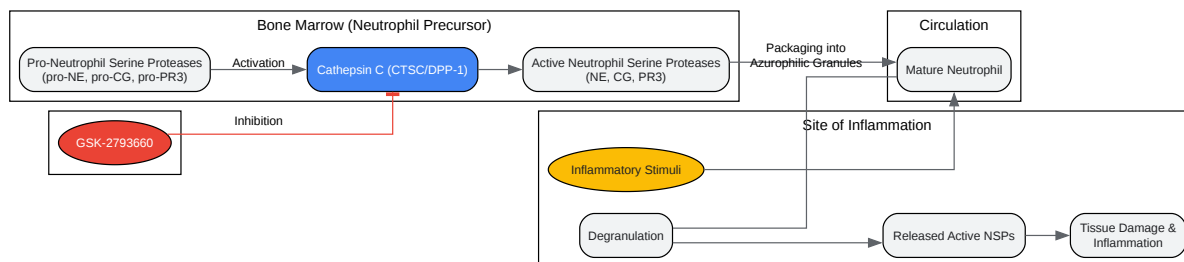 Bone Marrow (Neutrophil Precursor)
Circulation
Pro-Neutrophil Serine Proteases
(pro-NE, pro-CG, pro-PR3)
Activation
Cathepsin C (CTSC/DPP-1)
Active Neutrophil Serine Proteases
(NE, CG, PR3)
Packaging into
Azurophilic Granules
Mature Neutrophil
GSK-2793660
Inhibition
Site of Inflammation
Inflammatory Stimuli
Degranulation
Released Active NSPs
Tissue Damage &
Inflammation